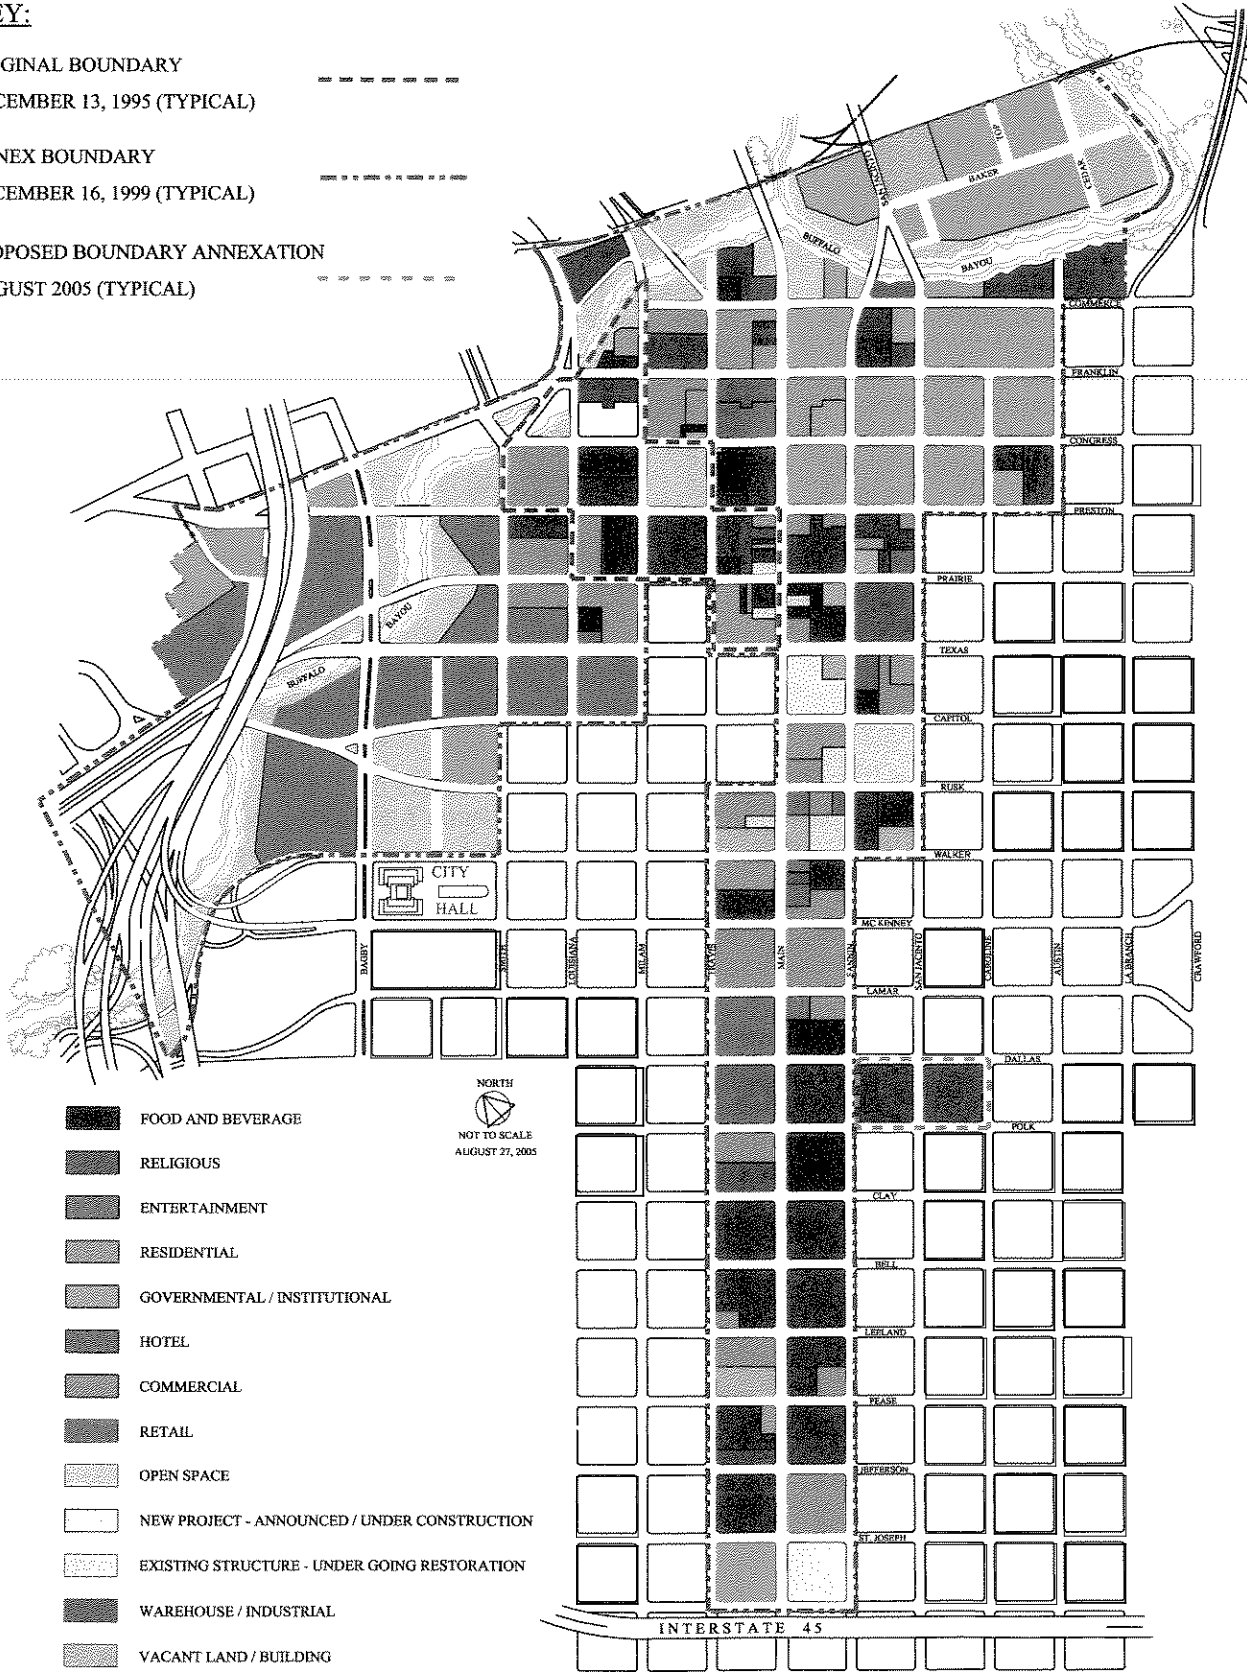 EY:
GINAL BOUNDARY
CEMBER 13, 1995 (TYPICAL)
NEX BOUNDARY
CEMBER 16, 1999 (TYPICAL)
OPOSED BOUNDARY ANNEXATION
GUST 2005 (TYPICAL)
TOP
BAKER
CEDAR
SAN JACINTO
BUFFALO
BAYOU
COMMERCE
FRANKLIN
CONGRESS
PRESTON
PRAIRIE
BAYOU
TEXAS
BUFFALO
CAPITOL
RUSK
WALKER
CITY
HALL
MC KINNEY
BAGBY
SMITH
LOUISIANA
MILAM
TRAVIS
MAIN
FANNIN
SAN JACINTO
CAROLINE
AUSTIN
LA BRANCH
CRAWFORD
LAMAR
DALLAS
NORTH
NOT TO SCALE
AUGUST 27, 2005
POLK
CLAY
BELL
LEELAND
PEASE
JEFFERSON
ST. JOSEPH
FOOD AND BEVERAGE
RELIGIOUS
ENTERTAINMENT
RESIDENTIAL
GOVERNMENTAL / INSTITUTIONAL
HOTEL
COMMERCIAL
RETAIL
OPEN SPACE
NEW PROJECT - ANNOUNCED / UNDER CONSTRUCTION
EXISTING STRUCTURE - UNDER GOING RESTORATION
WAREHOUSE / INDUSTRIAL
VACANT LAND / BUILDING
INTERSTATE 45